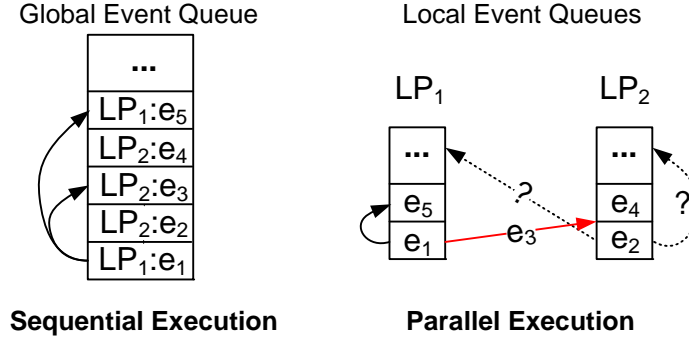 Global Event Queue
...
LP₁:e₅
LP₂:e₄
LP₂:e₃
LP₂:e₂
LP₁:e₁
Sequential Execution
Local Event Queues
LP₁
LP₂
...
...
?
?
e₅
e₄
e₁
e₃
e₂
Parallel Execution